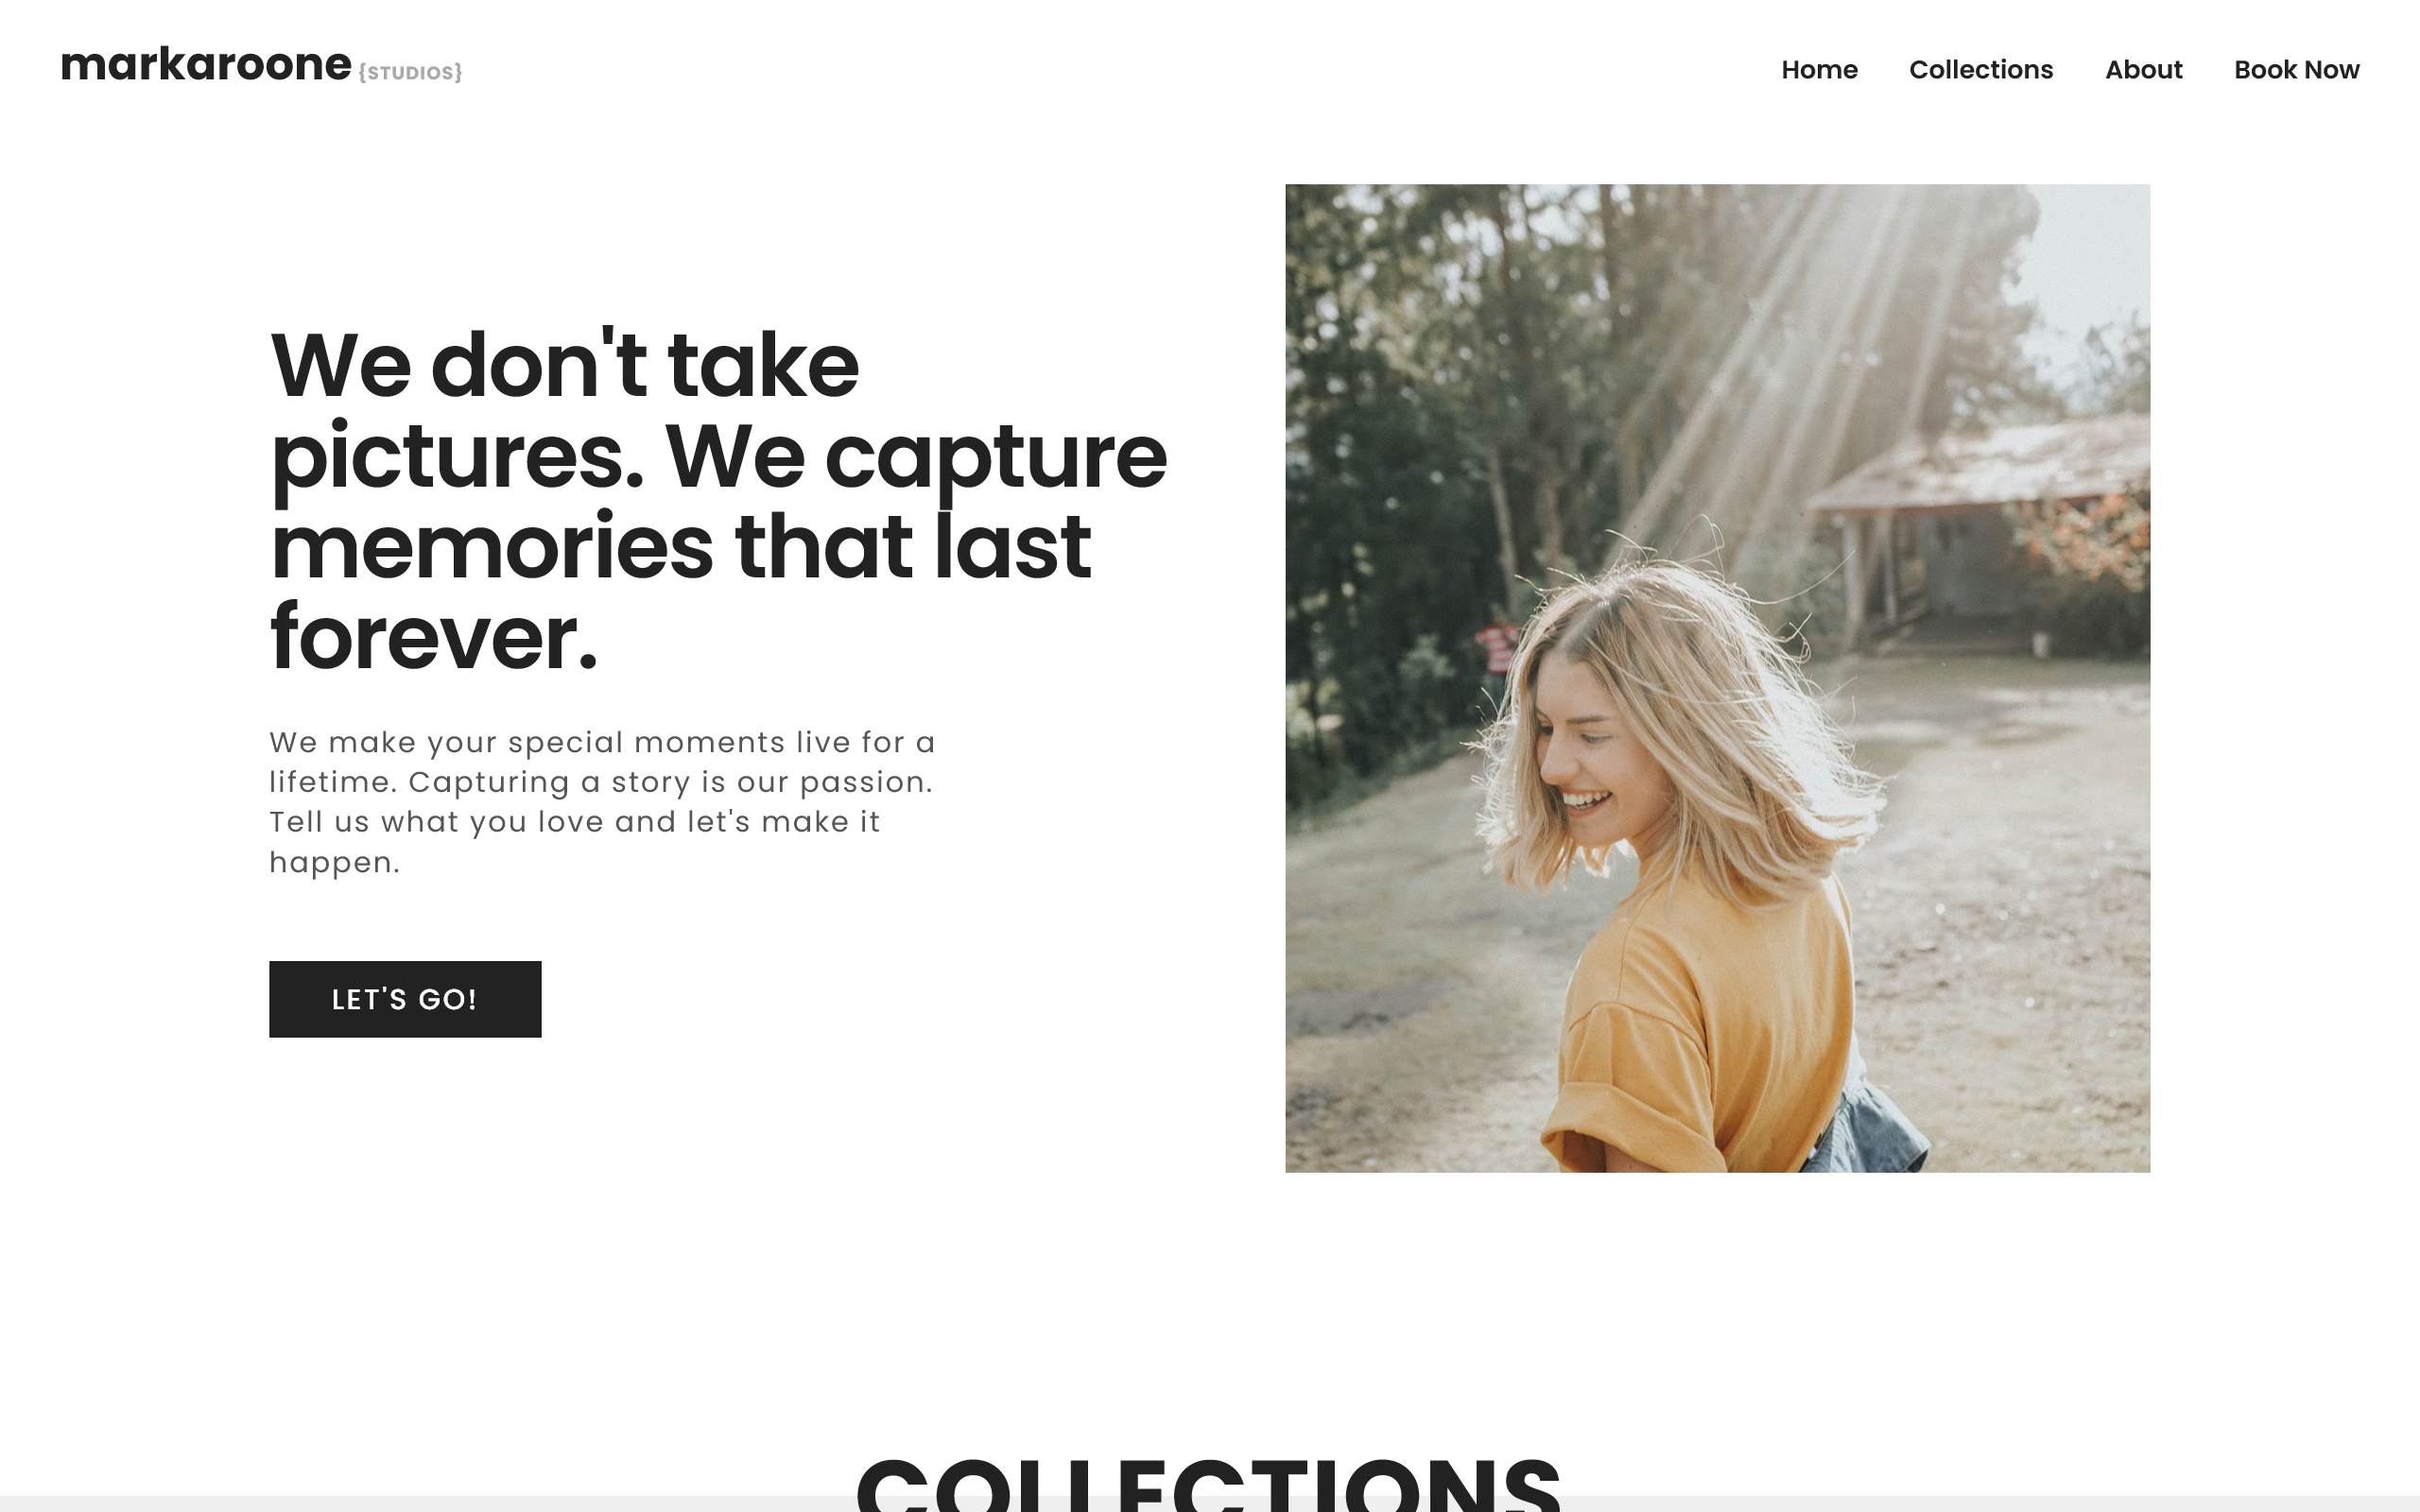 markaroone {STUDIOS}
Home Collections About Book Now
We don't take
pictures. We capture
memories that last
forever.
We make your special moments live for a
lifetime. Capturing a story is our passion.
Tell us what you love and let's make it
happen.
LET'S GO!
COLLECTIONS